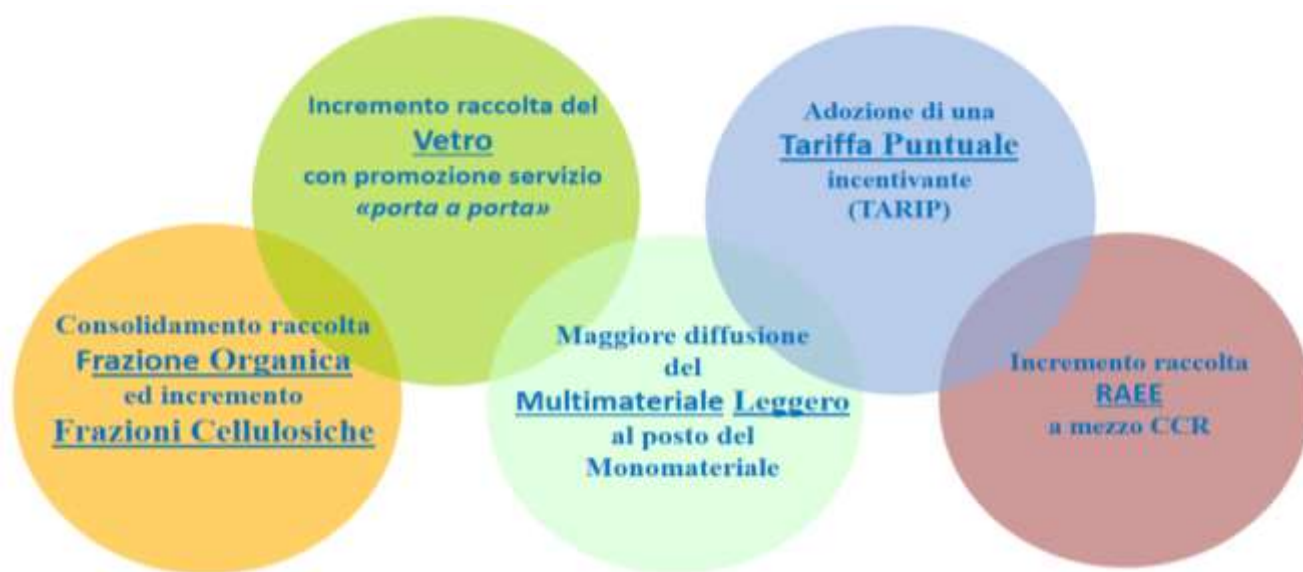 Incremento raccolta del
Vetro
con promozione servizio
«porta a porta»
Adozione di una
Tariffa Puntuale
incentivante
(TARIP)
Consolidamento raccolta
Frazione Organica
ed incremento
Frazioni Cellulosiche
Maggiore diffusione
del
Multimateriale Leggero
al posto del
Monomateriale
Incremento raccolta
RAEE
a mezzo CCR